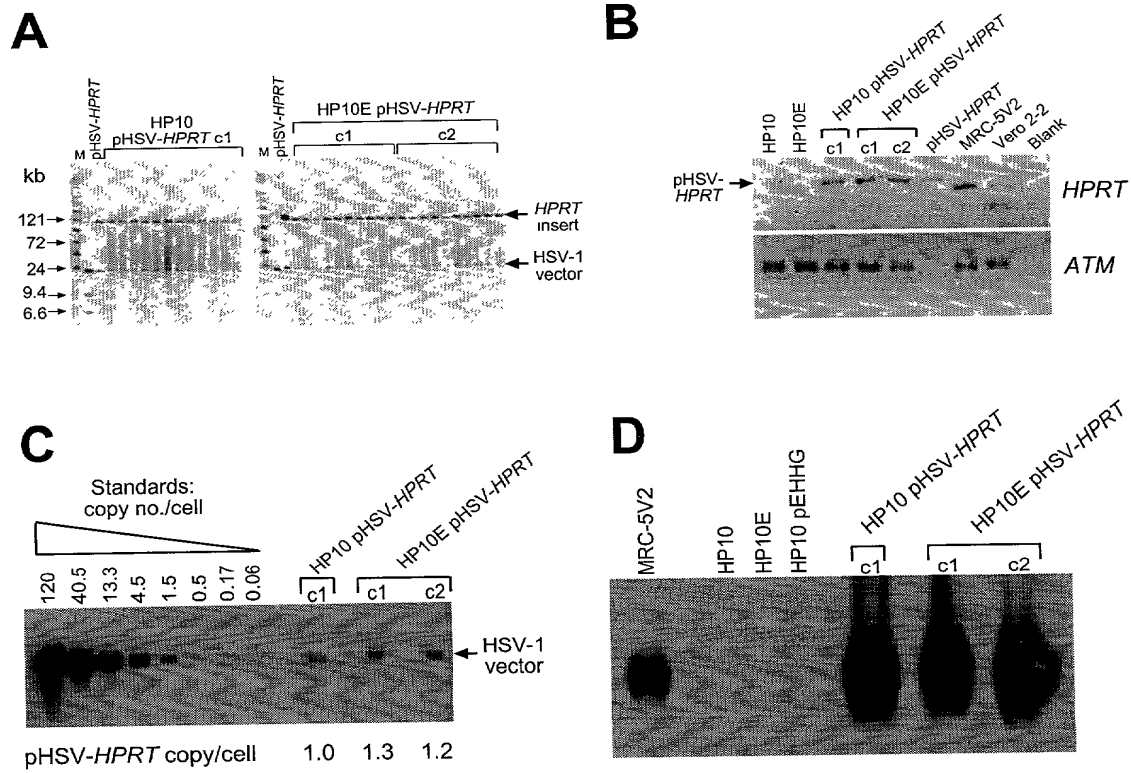 A
pHSV-HPRT
HP10
pHSV-HPRT c1
M
kb
121
72
24
9.4
6.6
pHSV-HPRT
HP10E pHSV-HPRT
c1
c2
M
HPRT
insert
HSV-1
vector
B
HP10
HP10E
HP10 pHSV-HPRT
HP10E pHSV-HPRT
pHSV-HPRT
MRC-5V2
Vero 2-2
Blank
c1
c1
c2
pHSV-
HPRT
HPRT
ATM
C
Standards:
copy no./cell
120
40.5
13.3
4.5
1.5
0.5
0.17
0.06
HP10 pHSV-HPRT
HP10E pHSV-HPRT
c1
c1
c2
HSV-1
vector
pHSV-HPRT copy/cell 1.0 1.3 1.2
D
MRC-5V2
HP10
HP10E
HP10 pEHHG
HP10 pHSV-HPRT
HP10E pHSV-HPRT
c1
c1
c2